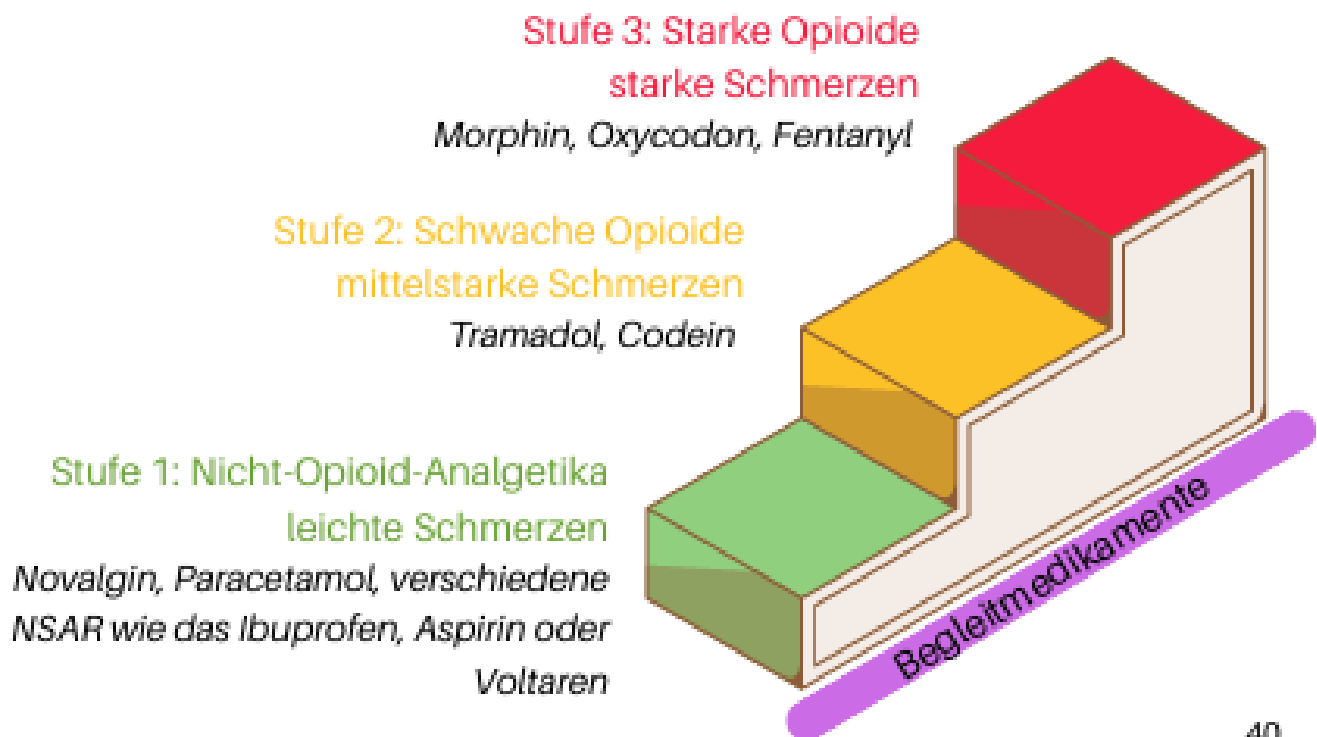 Stufe 3: Starke Opioide
starke Schmerzen
Morphin, Oxycodon, Fentanyl
Stufe 2: Schwache Opioide
mittelstarke Schmerzen
Tramadol, Codein
Stufe 1: Nicht-Opioid-Analgetika
leichte Schmerzen
Novalgin, Paracetamol, verschiedene
NSAR wie das Ibuprofen, Aspirin oder
Voltaren
Begleitmedikamente